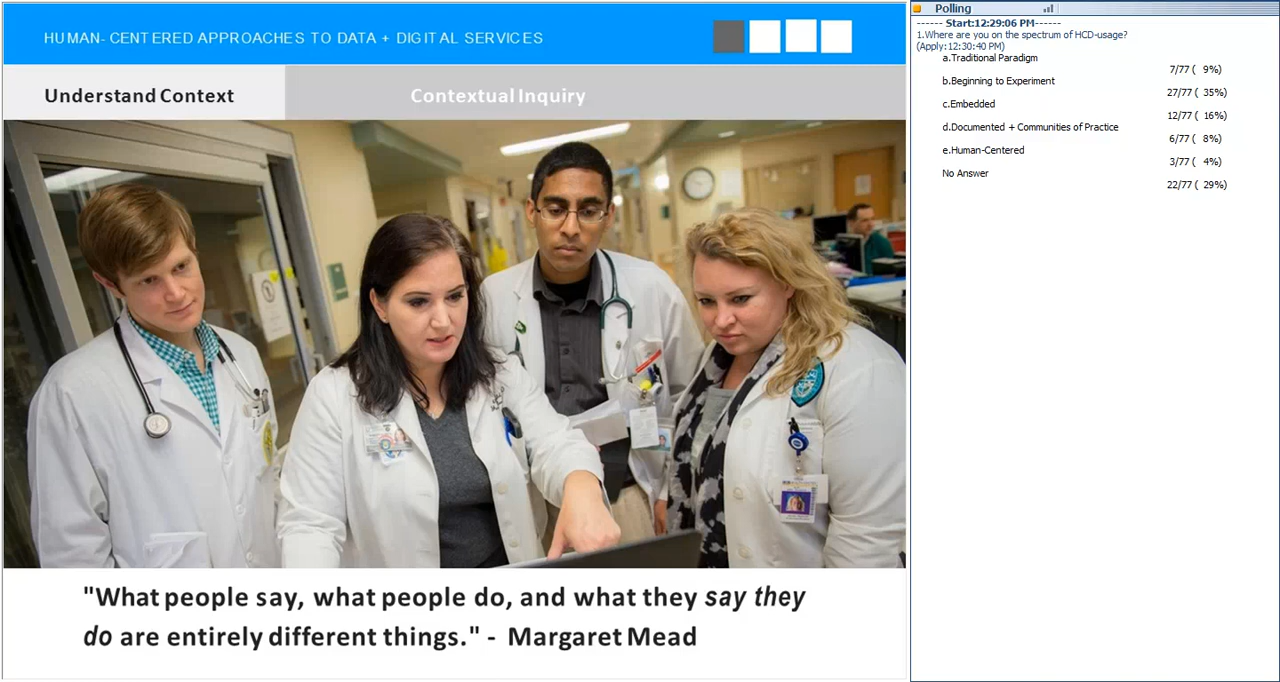 HUMAN- CENTERED APPROACHES TO DATA + DIGITAL SERVICES
Understand Context
Contextual Inquiry
"What people say, what people do, and what they say they
do are entirely different things." - Margaret Mead
Polling
------ Start:12:29:06 PM------
1.Where are you on the spectrum of HCD-usage?
(Apply:12:30:40 PM)
a.Traditional Paradigm
7/77 ( 9%)
b.Beginning to Experiment
27/77 ( 35%)
c.Embedded
12/77 ( 16%)
d.Documented + Communities of Practice
6/77 ( 8%)
e.Human-Centered
3/77 ( 4%)
No Answer
22/77 ( 29%)